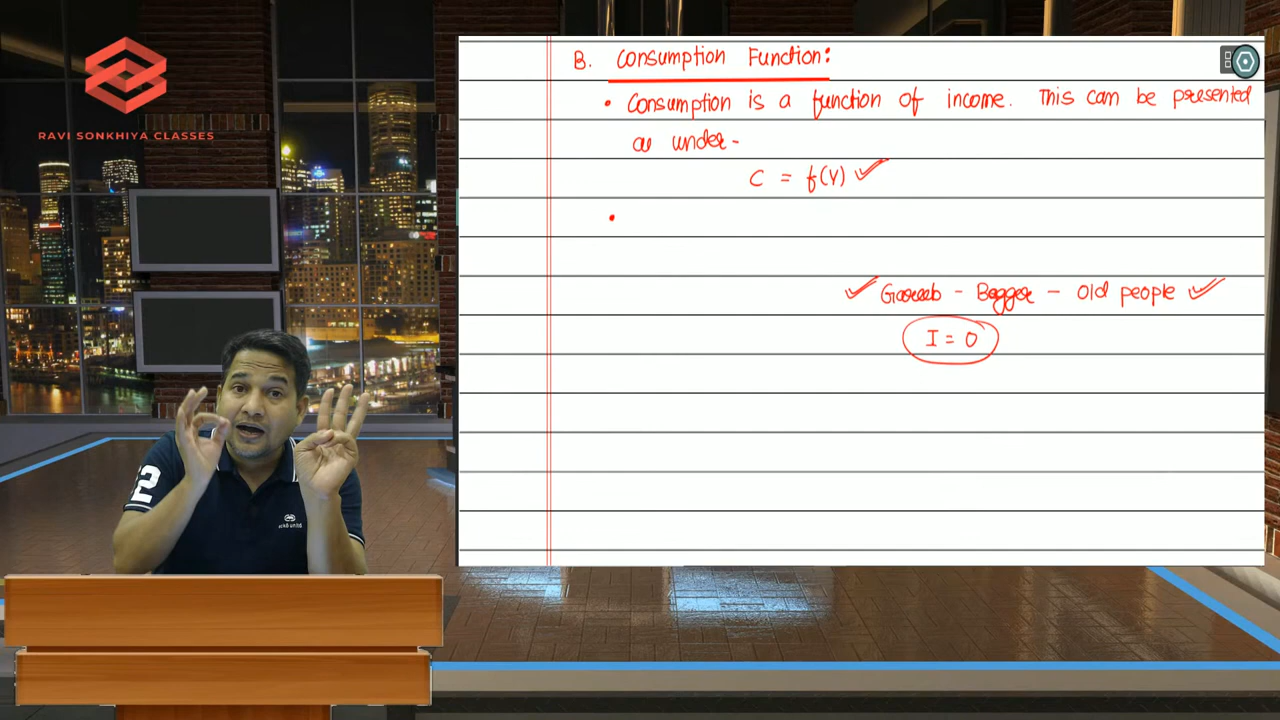 RAVI SONKHIYA CLASSES
B. Consumption Function:
• Consumption is a function of income. This can be presented
as under-
C = f(Y)
•
Gareeb - Beggar - Old people
I = 0